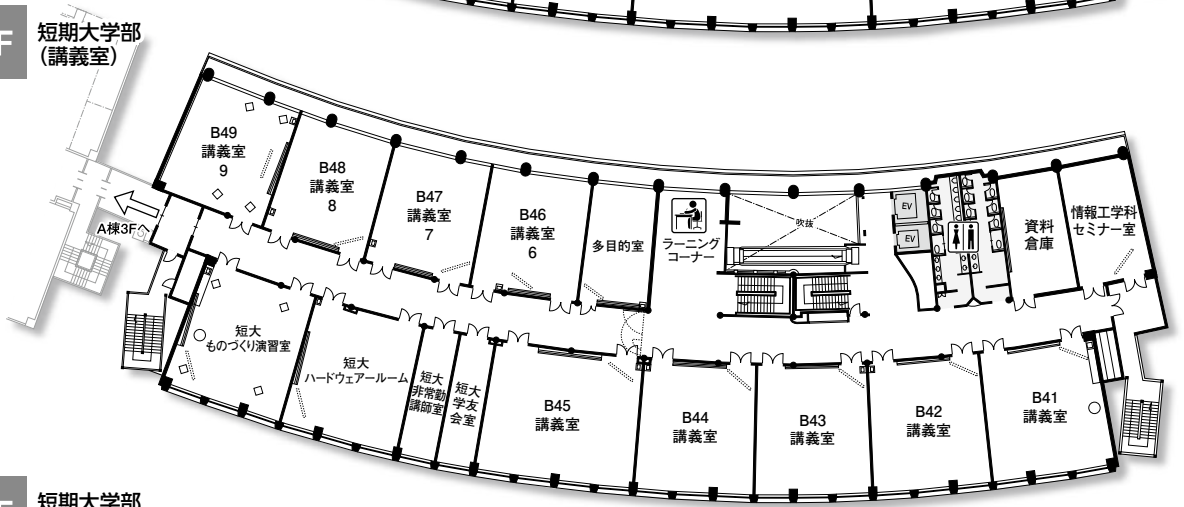 F
短期大学部
(講義室)
B49
講義室
9
B48
講義室
8
B47
講義室
7
B46
講義室
6
多目的室
ラーニング
コーナー
吹抜
EV
EV
資料
倉庫
情報工学科
セミナー室
A棟3Fへ
短大
ものづくり演習室
短大
ハードウェアールーム
短大
非常勤
講師室
短大
学友
会室
B45
講義室
B44
講義室
B43
講義室
B42
講義室
B41
講義室
短期大学部